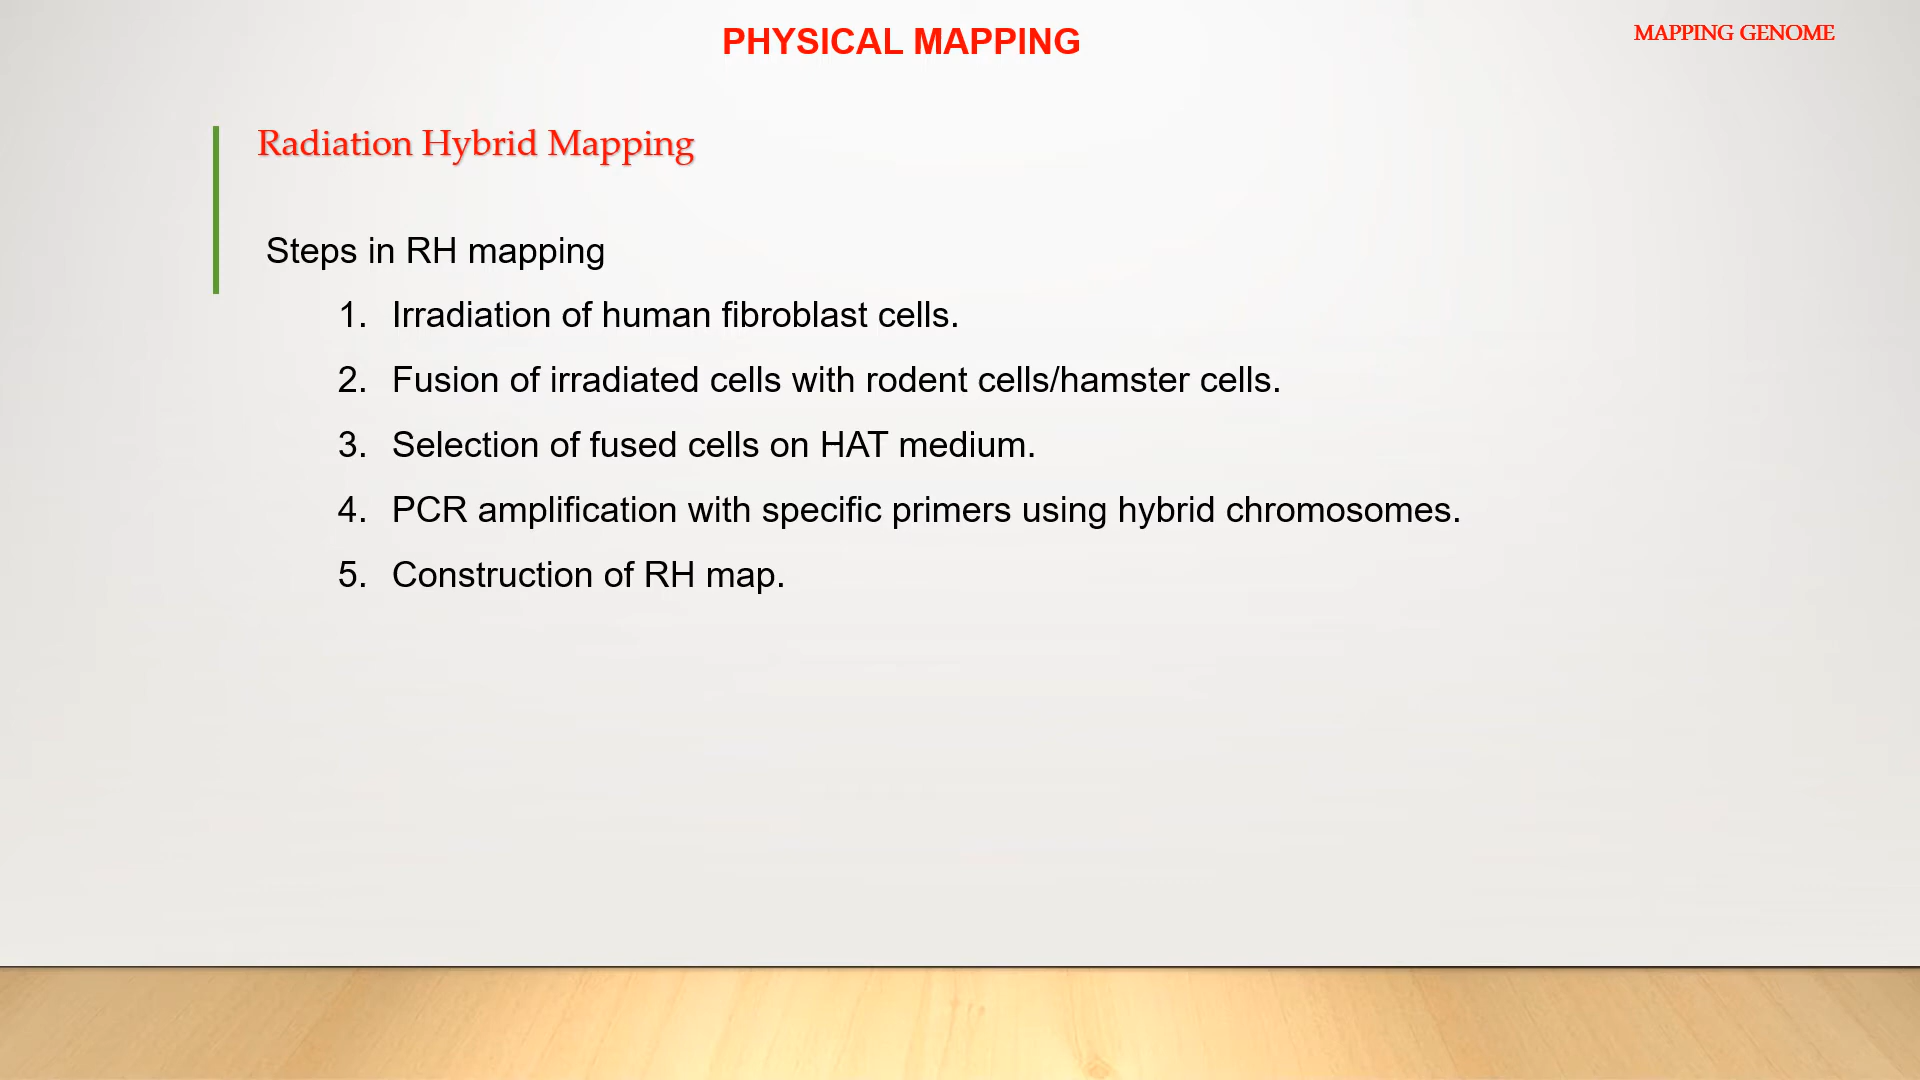 PHYSICAL MAPPING
MAPPING GENOME
Radiation Hybrid Mapping
Steps in RH mapping
1. Irradiation of human fibroblast cells.
2. Fusion of irradiated cells with rodent cells/hamster cells.
3. Selection of fused cells on HAT medium.
4. PCR amplification with specific primers using hybrid chromosomes.
5. Construction of RH map.